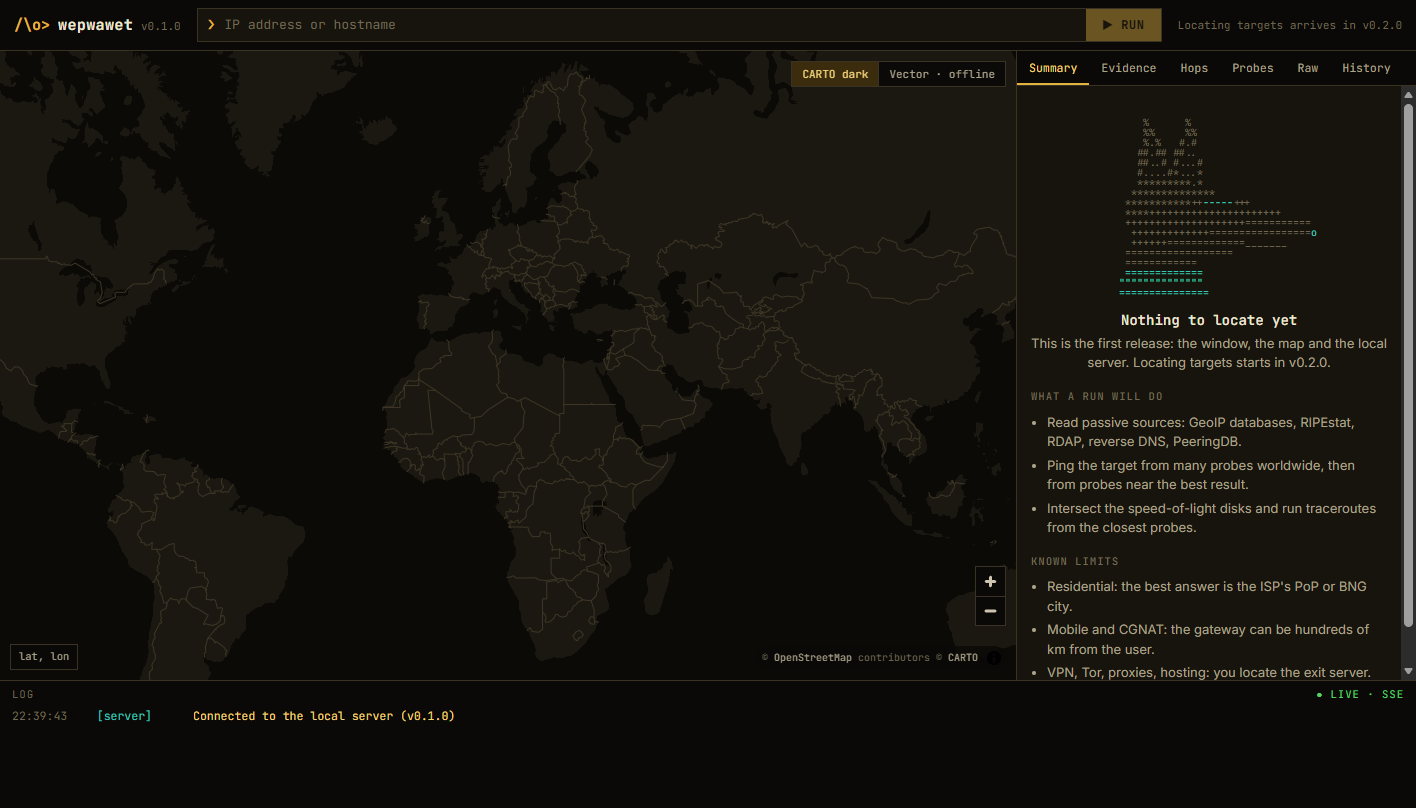 /\o> wepwawet v0.1.0
❯ IP address or hostname
▶ RUN
Locating targets arrives in v0.2.0
CARTO dark
Vector · offline
Summary
Evidence
Hops
Probes
Raw
History
Nothing to locate yet
This is the first release: the window, the map and the local
server. Locating targets starts in v0.2.0.
WHAT A RUN WILL DO
• Read passive sources: GeoIP databases, RIPEstat,
RDAP, reverse DNS, PeeringDB.
• Ping the target from many probes worldwide, then
from probes near the best result.
• Intersect the speed-of-light disks and run traceroutes
from the closest probes.
KNOWN LIMITS
• Residential: the best answer is the ISP's PoP or BNG
city.
• Mobile and CGNAT: the gateway can be hundreds of
km from the user.
• VPN, Tor, proxies, hosting: you locate the exit server.
+
−
lat, lon
© OpenStreetMap contributors © CARTO
LOG
● LIVE · SSE
22:39:43 [server] Connected to the local server (v0.1.0)